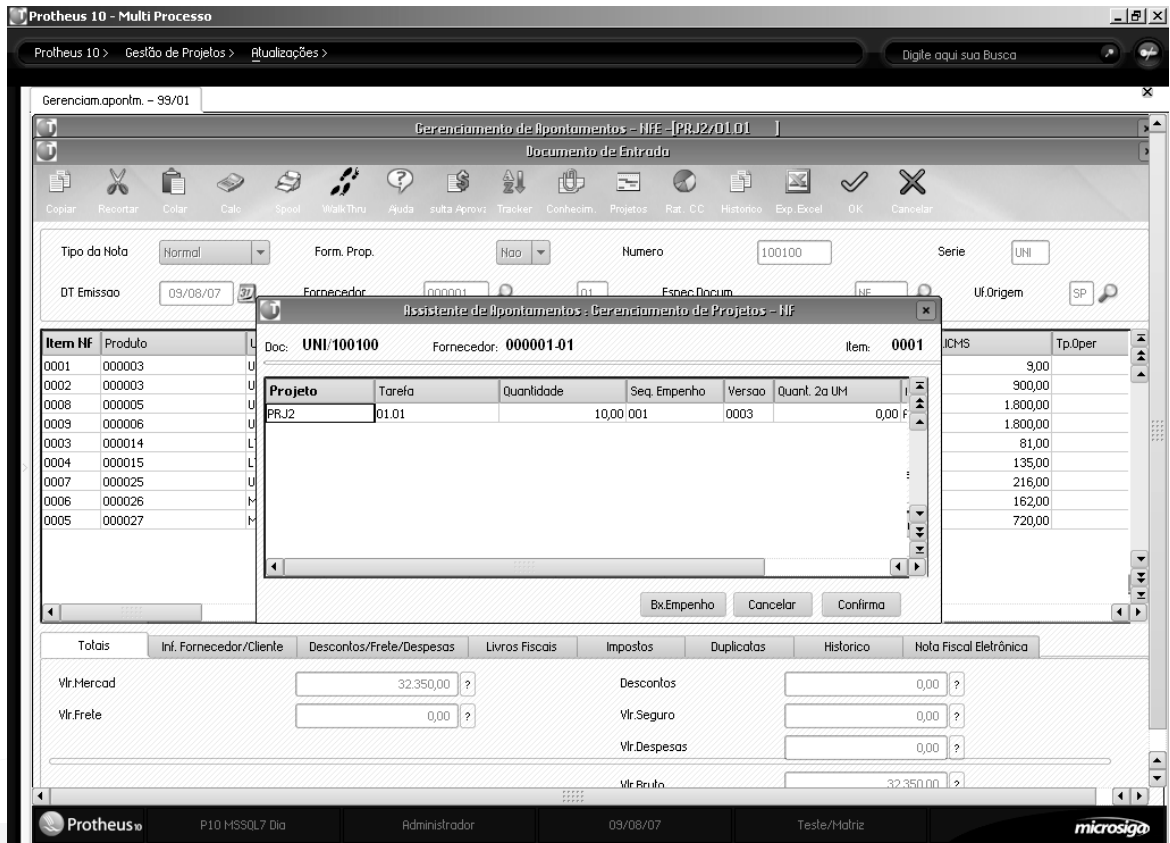 Protheus 10 - Multi Processo
Protheus 10 > Gestão de Projetos > Atualizações >
Digite aqui sua Busca
Gerenciam.apontm. - 99/01
Gerenciamento de Apontamentos - NFE -[PRJ2/01.01 ]
Documento de Entrada
Copiar Recortar Colar Calc Spool WalkThru Ajuda sulta Aprov: Tracker Conhecim. Projetos Rat. CC Historico Exp.Excel OK Cancelar
Tipo da Nota Normal Form. Prop. Nao Numero 100100 Serie UNI
DT Emissao 09/08/07 Fornecedor 000001 01 Espec.Docum. NF Uf.Origem SP
Assistente de Apontamentos : Gerenciamento de Projetos - NF
Doc: UNI/100100 Fornecedor: 000001-01 Item: 0001
Projeto Tarefa Quantidade Seq. Empenho Versao Quant. 2a UM
PRJ2 01.01 10,00 001 0003 0,00
Bx.Empenho Cancelar Confirma
Item NF Produto U .ICMS Tp.Oper
0001 000003 U 9,00
0002 000003 U 900,00
0008 000005 U 1.800,00
0009 000006 U 1.800,00
0003 000014 L 81,00
0004 000015 L 135,00
0007 000025 U 216,00
0006 000026 M 162,00
0005 000027 M 720,00
Totais Inf. Fornecedor/Cliente Descontos/Frete/Despesas Livros Fiscais Impostos Duplicatas Historico Nota Fiscal Eletrônica
Vlr.Mercad 32.350,00 ? Descontos 0,00 ?
Vlr.Frete 0,00 ? Vlr.Seguro 0,00 ?
Vlr.Despesas 0,00 ?
Vlr.Bruto 32.350,00 ?
Protheus 10 P10 MSSQL7 Dia Administrador 09/08/07 Teste/Matriz microsiga